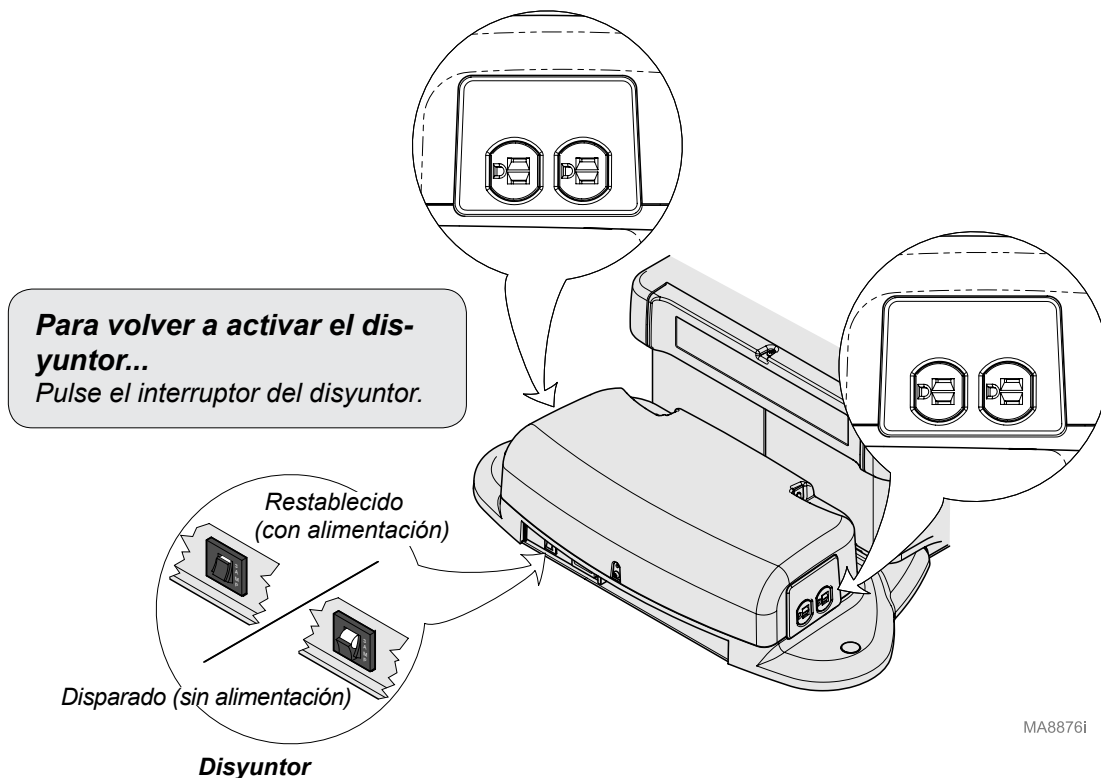 Para volver a activar el dis-
yuntor...
Pulse el interruptor del disyuntor.
Restablecido
(con alimentación)
Disparado (sin alimentación)
Disyuntor
MA8876i